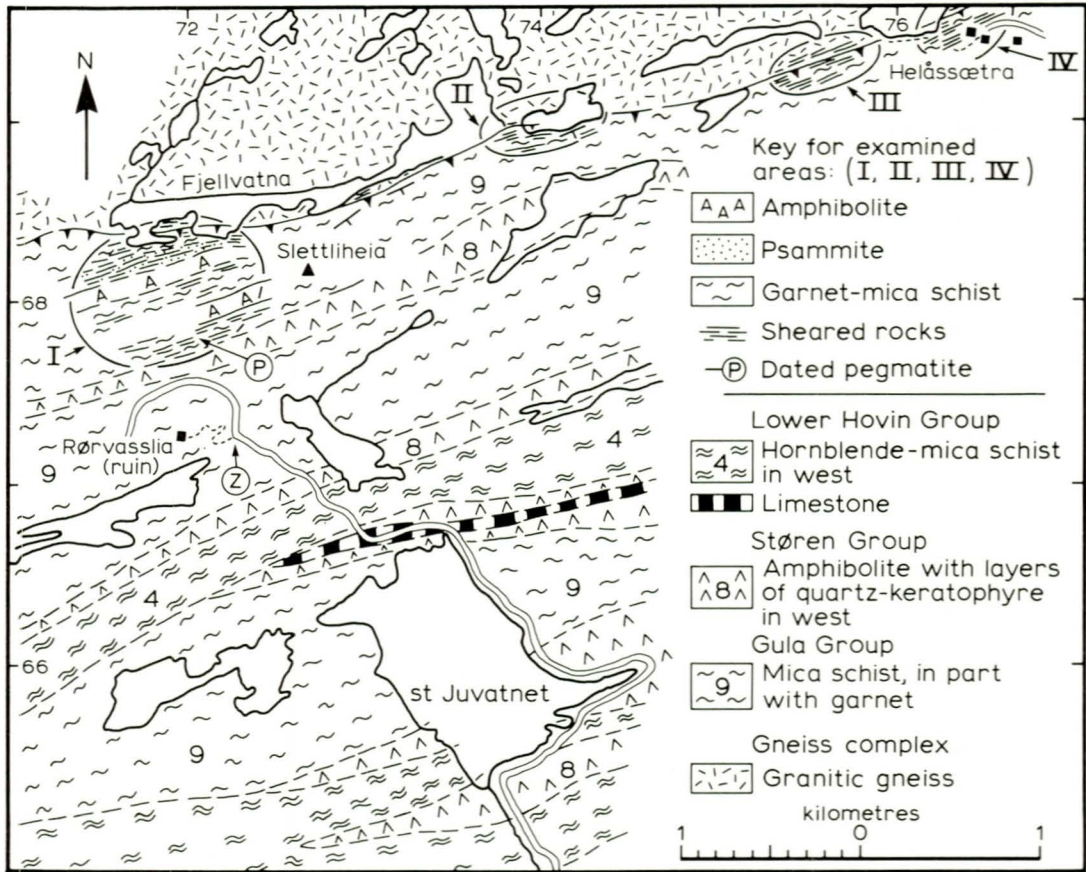 72
74
76
N
II
IV
Helåssætra
III
Fjellvatna
9
8
Slettliheia
A
A
A
A
A
68
9
I
P
Rørvasslia
(ruin)
9
Z
8
4
4
9
66
st Juvatnet
9
8
Key for examined
areas: (I, II, III, IV)
A A A Amphibolite
Psammite
Garnet-mica schist
Sheared rocks
P Dated pegmatite
Lower Hovin Group
4 Hornblende-mica schist
in west
Limestone
Støren Group
8 Amphibolite with layers
of quartz-keratophyre
in west
Gula Group
9 Mica schist, in part
with garnet
Gneiss complex
Granitic gneiss
kilometres
1 0 1